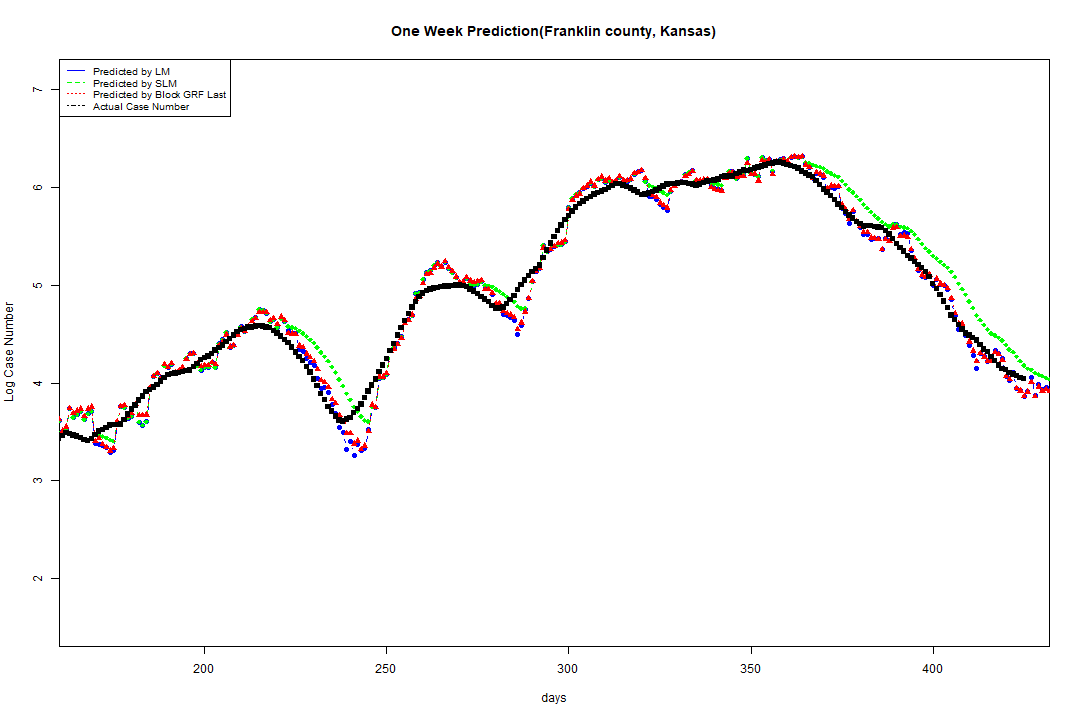 One Week Prediction(Franklin county, Kansas)
Predicted by LM
Predicted by SLM
Predicted by Block GRF Last
Actual Case Number
7
6
5
4
3
2
Log Case Number
200 250 300 350 400
days